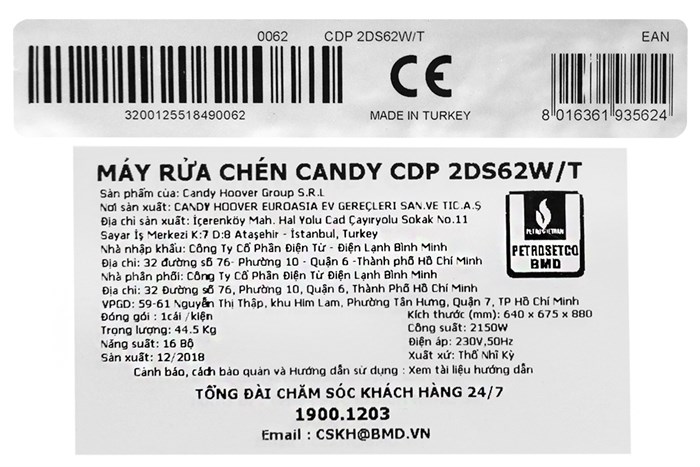 0062 CDP 2DS62W/T EAN
CE
3200125518490062 MADE IN TURKEY 8 016361 935624
MÁY RỬA CHÉN CANDY CDP 2DS62W/T
Sản phẩm của: Candy Hoover Group S.R.L
Nơi sản xuất: CANDY HOOVER EUROASIA EV GEREÇLERI SAN.VE TIC.A.Ş
Địa chỉ sản xuất: İçerenköy Mah. Hal Yolu Cad Çayıryolu Sokak No.11
Sayar İş Merkezi K:7 D:8 Ataşehir - İstanbul, Turkey
Nhà nhập khẩu: Công Ty Cổ Phần Điện Từ - Điện Lạnh Bình Minh
Địa chỉ: 32 đường số 76- Phường 10 - Quận 6 -Thành phố Hồ Chí Minh
Nhà phân phối: Công Ty Cổ Phần Điện Từ Điện Lạnh Bình Minh
Địa chỉ: 32 Đường số 76, Phường 10, Quận 6, Thành Phố Hồ Chí Minh
VPGD: 59-61 Nguyễn Thị Thập, khu Him Lam, Phường Tân Hưng, Quận 7, TP Hồ Chí Minh
PETROVIETNAM
PETROSETCO
BMD
Đóng gói : 1cái /kiện Kích thước (mm): 640 x 675 x 880
Trọng lượng: 44.5 Kg Công suất: 2150W
Năng suất: 16 Bộ Điện áp: 230V,50Hz
Sản xuất: 12/2018 Xuất xứ: Thổ Nhĩ Kỳ
Cảnh báo, cách bảo quản và Hướng dẫn sử dụng : Xem tài liệu hướng dẫn
TỔNG ĐÀI CHĂM SÓC KHÁCH HÀNG 24/7
1900.1203
Email : CSKH@BMD.VN